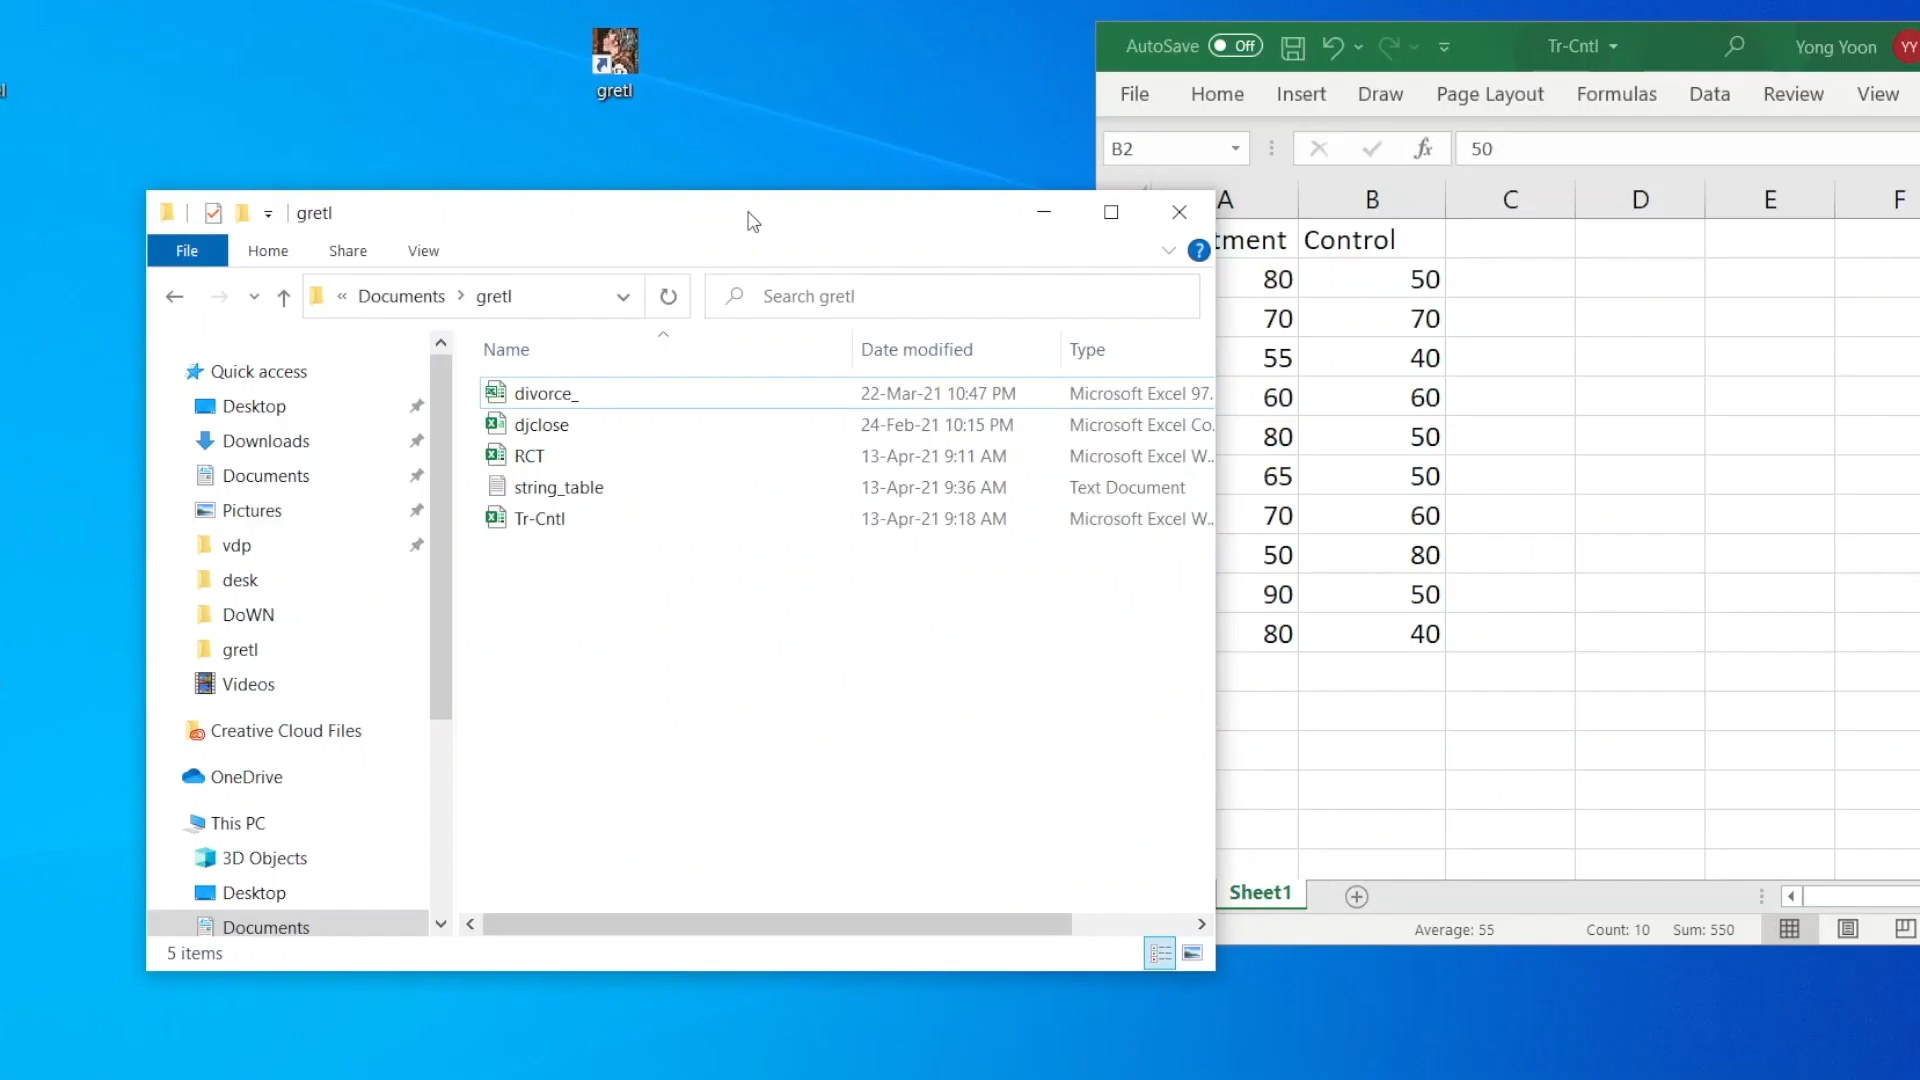 gretl
AutoSave Off Tr-Cntl Yong Yoon YY
File Home Insert Draw Page Layout Formulas Data Review View
B2 fx 50
A B C D E F
tment Control
80 50
70 70
55 40
60 60
80 50
65 50
70 60
50 80
90 50
80 40
Sheet1
Average: 55 Count: 10 Sum: 550
gretl
File Home Share View ?
« Documents > gretl Search gretl
Name Date modified Type
divorce_ 22-Mar-21 10:47 PM Microsoft Excel 97.
djclose 24-Feb-21 10:15 PM Microsoft Excel Co.
RCT 13-Apr-21 9:11 AM Microsoft Excel W..
string_table 13-Apr-21 9:36 AM Text Document
Tr-Cntl 13-Apr-21 9:18 AM Microsoft Excel W..
Quick access
Desktop
Downloads
Documents
Pictures
vdp
desk
DoWN
gretl
Videos
Creative Cloud Files
OneDrive
This PC
3D Objects
Desktop
Documents
5 items